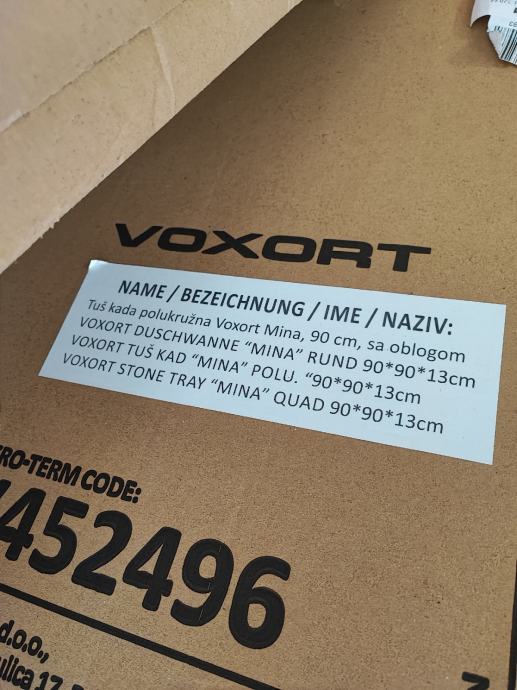 VOXORT
NAME / BEZEICHNUNG / IME / NAZIV:
Tuš kada polukružna Voxort Mina, 90 cm, sa oblogom
VOXORT DUSCHWANNE “MINA” RUND 90*90*13cm
VOXORT TUŠ KAD “MINA” POLU. “90*90*13cm
VOXORT STONE TRAY “MINA” QUAD 90*90*13cm
RO-TERM CODE:
452496
d.o.o.,
ulica 17,